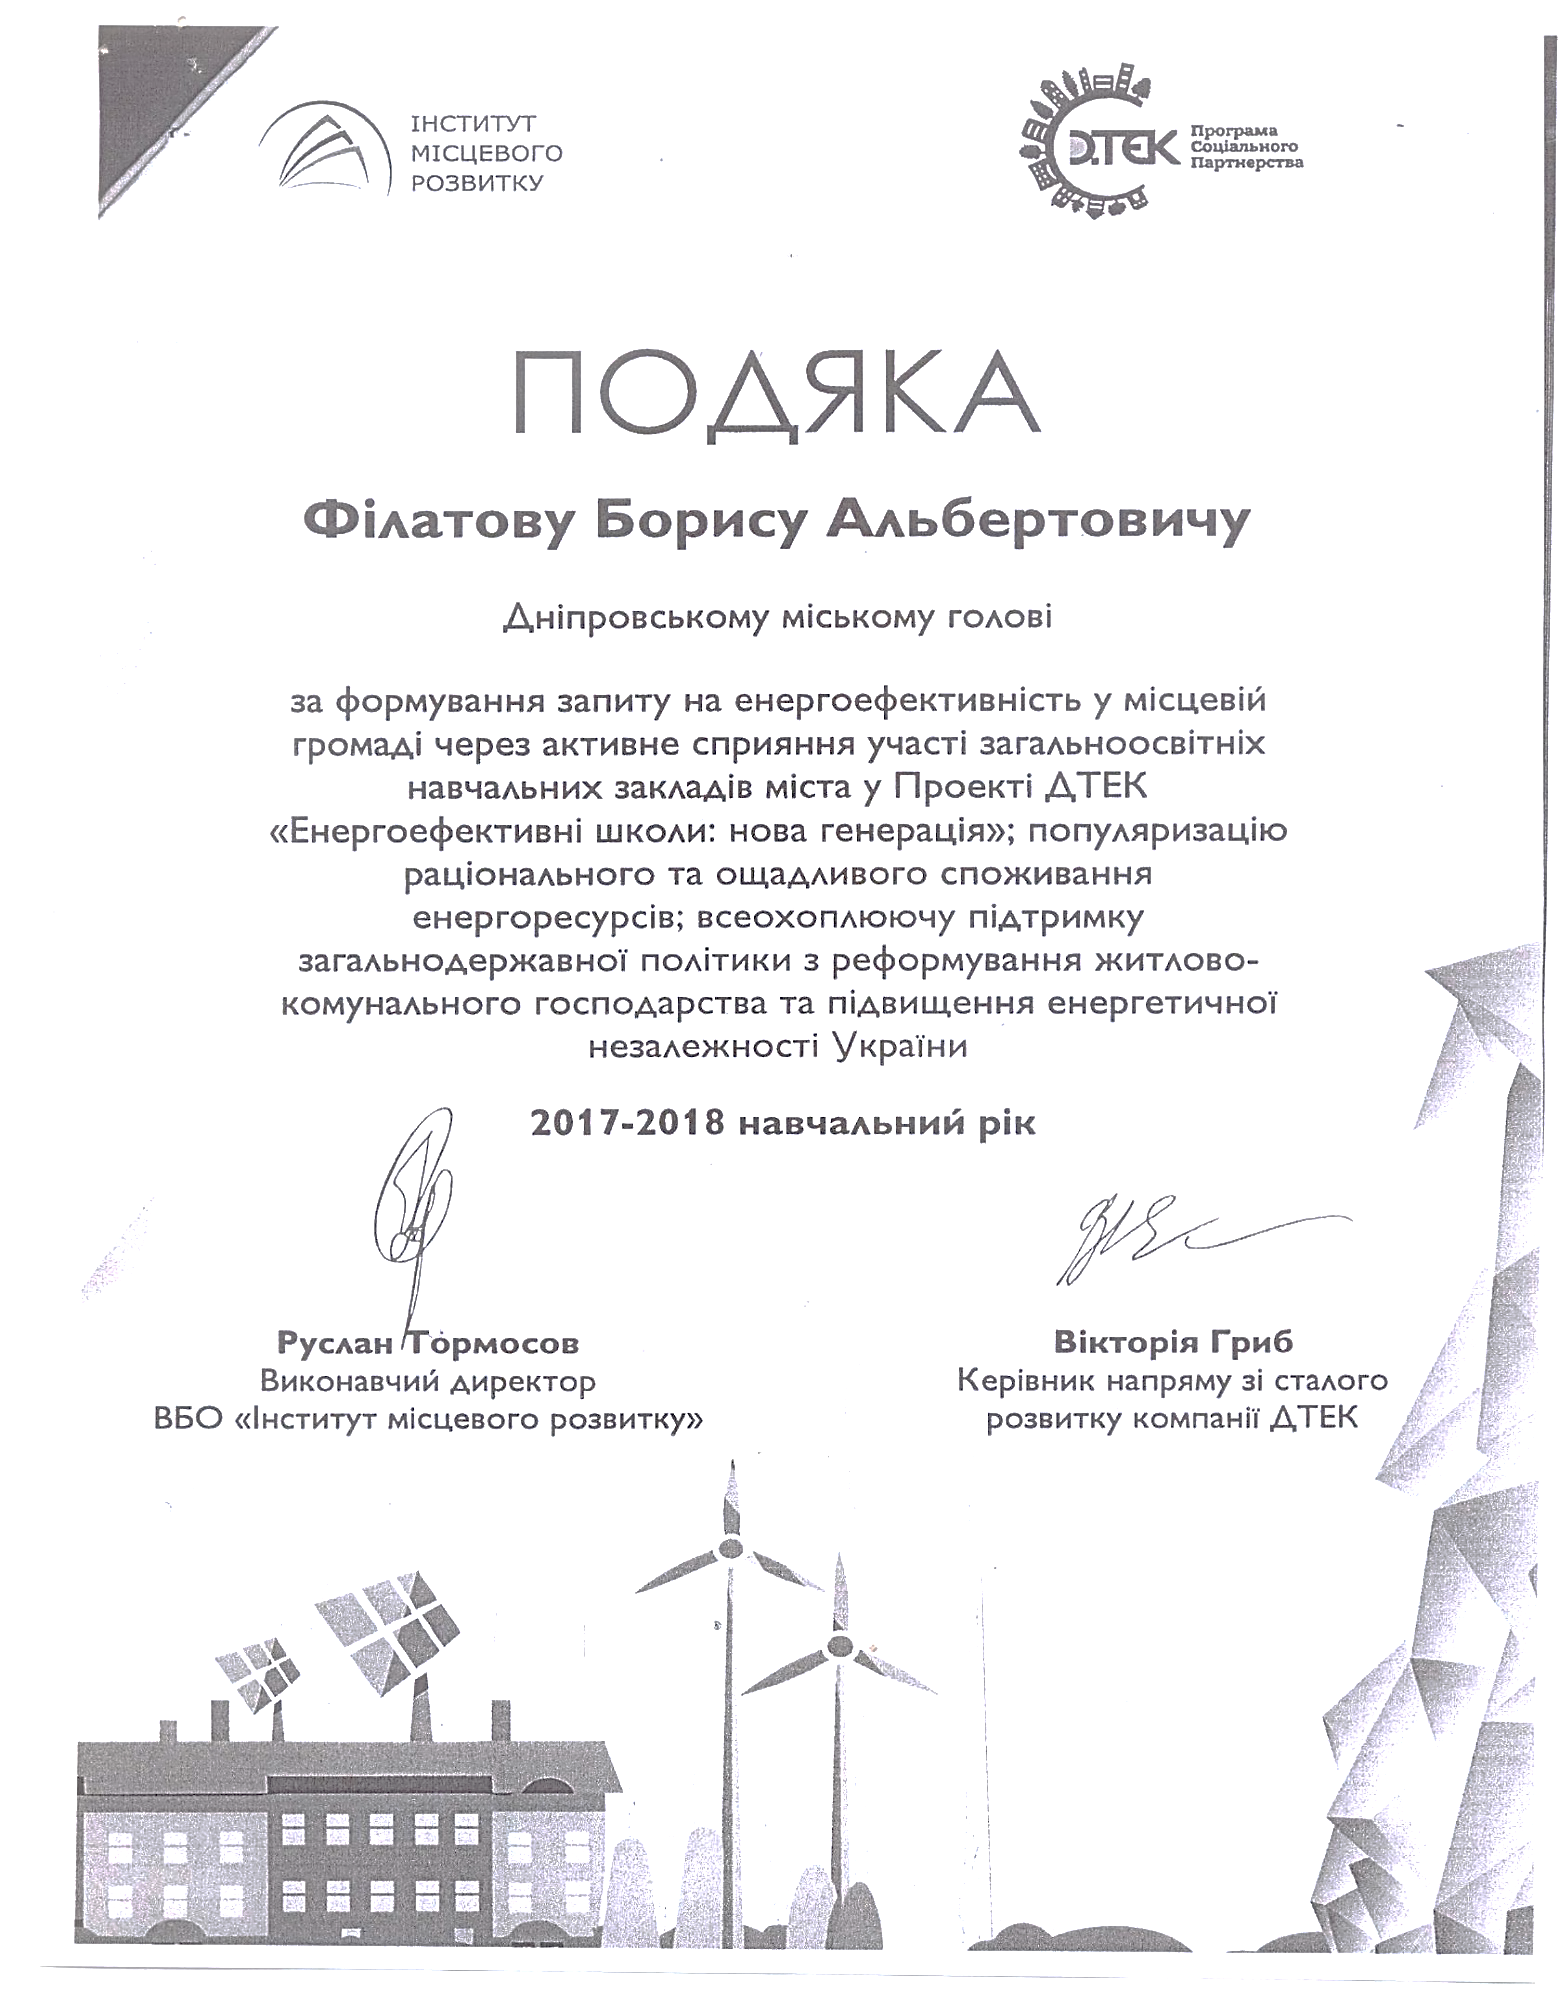 ІНСТИТУТ
МІСЦЕВОГО
РОЗВИТКУ
ДТЕК
Програма
Соціального
Партнерства
ПОДЯКА
Філатову Борису Альбертовичу
Дніпровському міському голові
за формування запиту на енергоефективність у місцевій
громаді через активне сприяння участі загальноосвітніх
навчальних закладів міста у Проекті ДТЕК
«Енергоефективні школи: нова генерація»; популяризацію
раціонального та ощадливого споживання
енергоресурсів; всеохоплюючу підтримку
загальнодержавної політики з реформування житлово-
комунального господарства та підвищення енергетичної
незалежності України
2017-2018 навчальний рік
Руслан Тормосов
Виконавчий директор
ВБО «Інститут місцевого розвитку»
Вікторія Гриб
Керівник напряму зі сталого
розвитку компанії ДТЕК